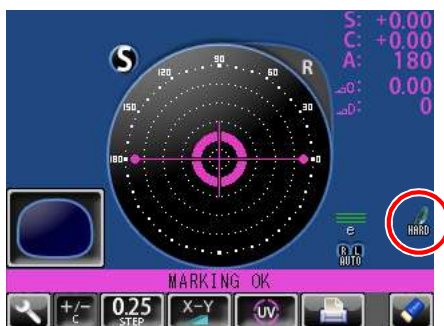 S: +0.00
C: +0.00
A: 180
⊿0: 0.00
⊿D: 0
S
R
90
120
60
150
30
180
0
e
R L
AUTO
HARD
MARKING OK
+/-
C
0.25
STEP
X-Y
UV